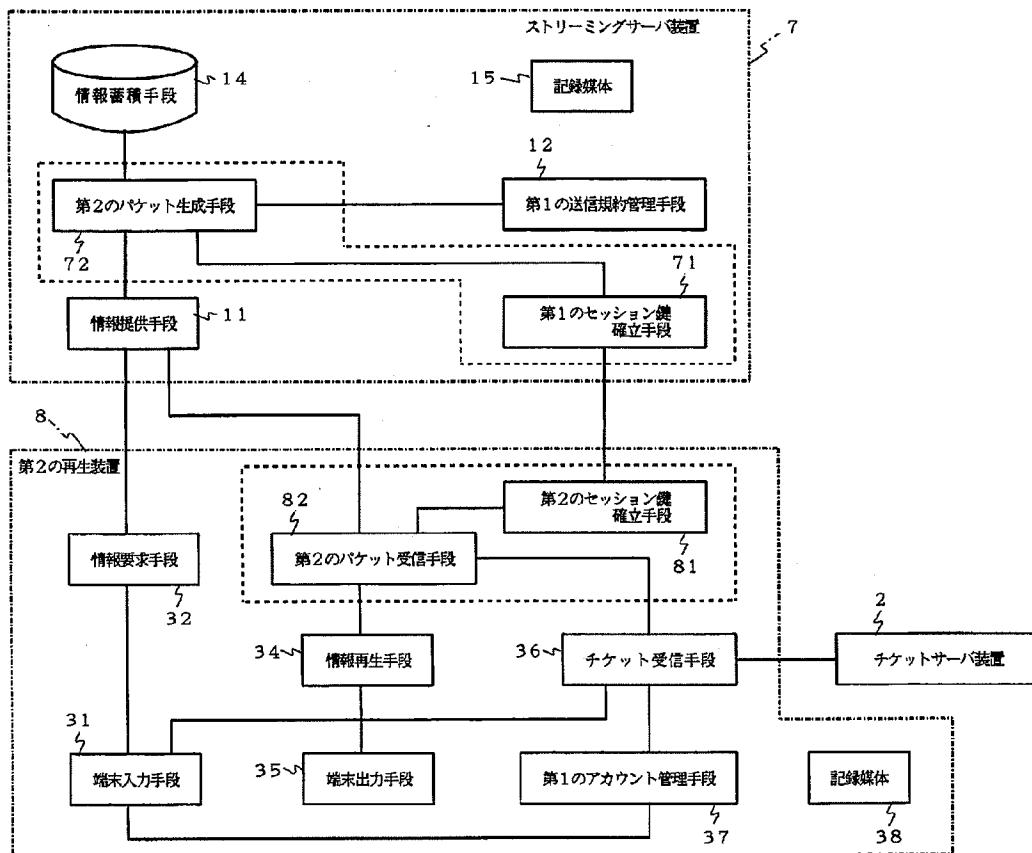 ストリーミングサーバ装置
7
情報蓄積手段
14
15
記録媒体
12
第2のパケット生成手段
第1の送信規約管理手段
72
71
情報提供手段
11
第1のセッション鍵
確立手段
8
第2の再生装置
82
第2のセッション鍵
確立手段
情報要求手段
第2のパケット受信手段
81
32
2
34
情報再生手段
36
チケット受信手段
チケットサーバ装置
31
端末入力手段
35
端末出力手段
第1のアカウント管理手段
記録媒体
37
38